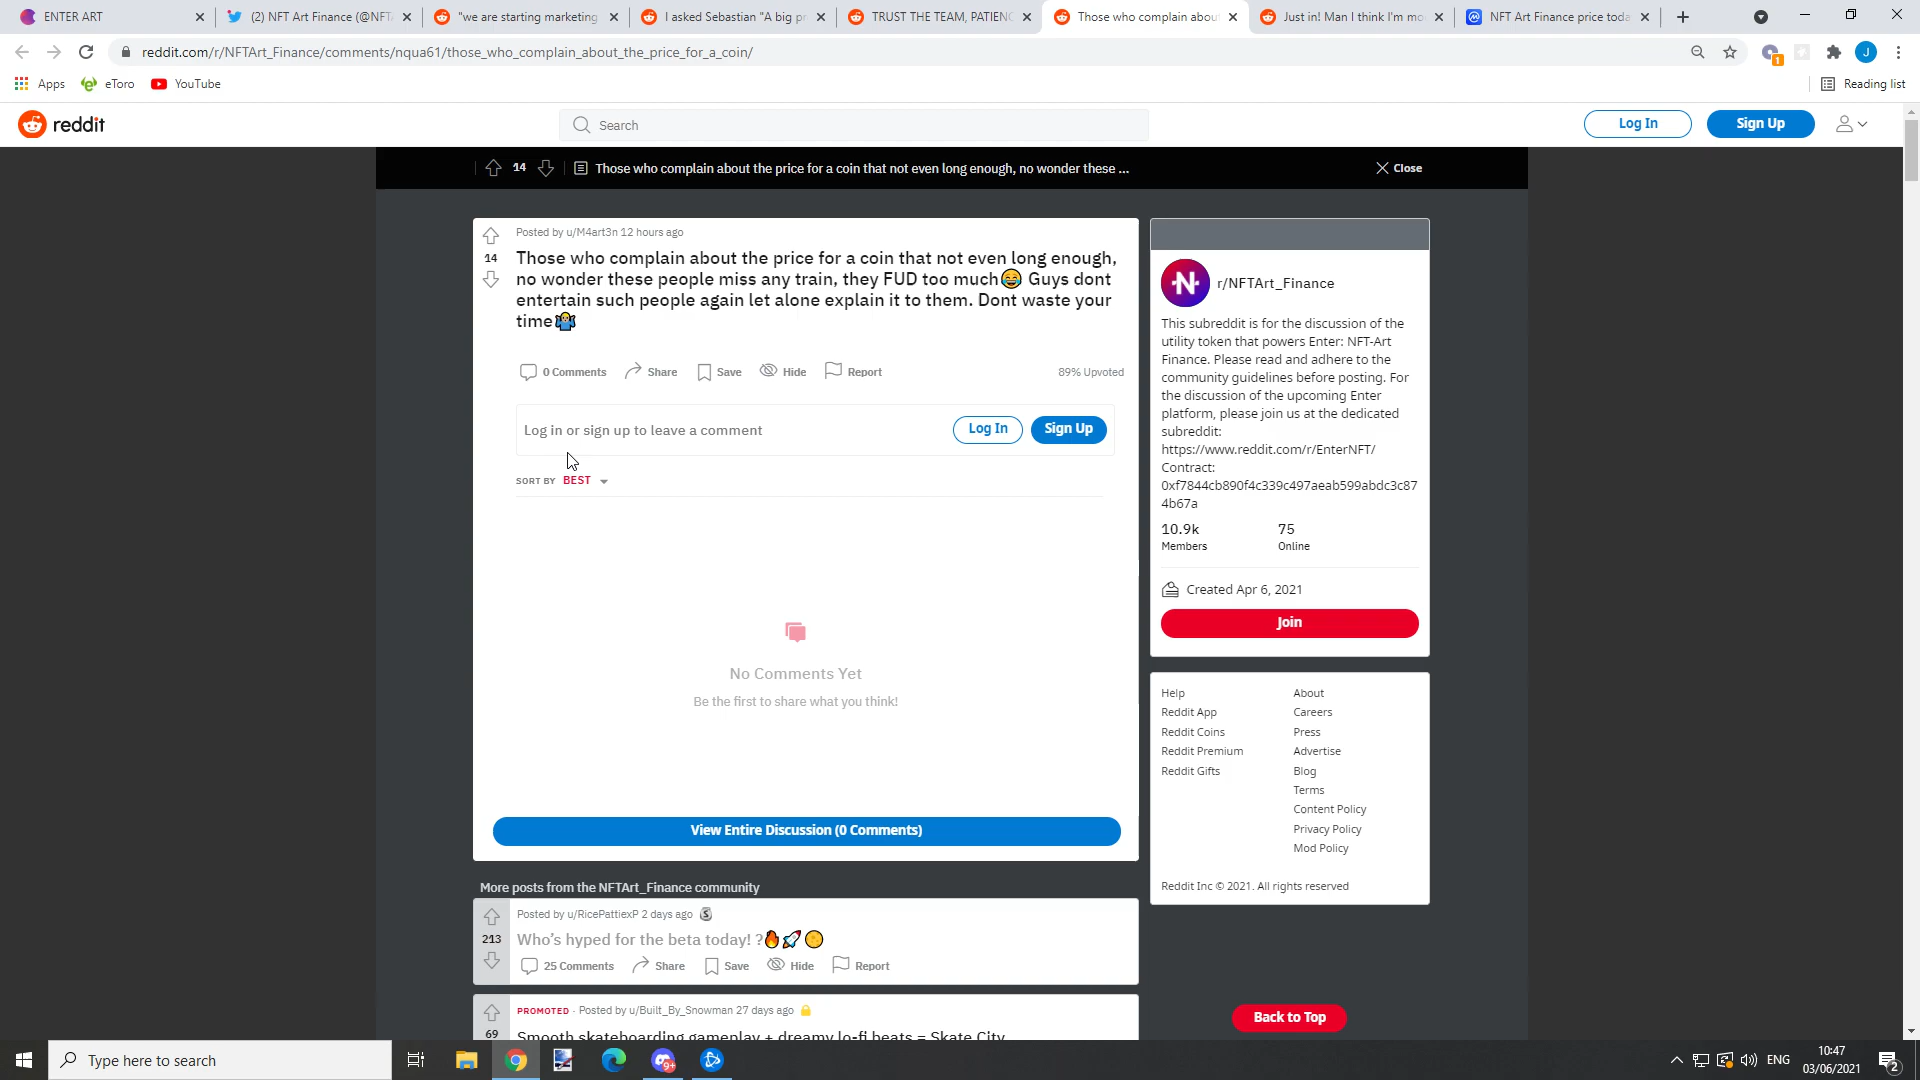 ENTER ART
(2) NFT Art Finance (@NFT
"we are starting marketing
I asked Sebastian "A big p
TRUST THE TEAM, PATIENC
Those who complain abou
Just in! Man I think I'm mo
NFT Art Finance price toda
reddit.com/r/NFTArt_Finance/comments/nqua61/those_who_complain_about_the_price_for_a_coin/
1
J
Apps
eToro
YouTube
Reading list
reddit
Search
Log In
Sign Up
14
Those who complain about the price for a coin that not even long enough, no wonder these ...
Close
Posted by u/M4art3n 12 hours ago
14
Those who complain about the price for a coin that not even long enough,
no wonder these people miss any train, they FUD too much😂 Guys dont
entertain such people again let alone explain it to them. Dont waste your
time🤷
0 Comments
Share
Save
Hide
Report
89% Upvoted
Log in or sign up to leave a comment
Log In
Sign Up
SORT BY BEST
No Comments Yet
Be the first to share what you think!
View Entire Discussion (0 Comments)
r/NFTArt_Finance
This subreddit is for the discussion of the
utility token that powers Enter: NFT-Art
Finance. Please read and adhere to the
community guidelines before posting. For
the discussion of the upcoming Enter
platform, please join us at the dedicated
subreddit:
https://www.reddit.com/r/EnterNFT/
Contract:
0xf7844cb890f4c339c497aeab599abdc3c87
4b67a
10.9k
Members
75
Online
Created Apr 6, 2021
Join
Help
Reddit App
Reddit Coins
Reddit Premium
Reddit Gifts
About
Careers
Press
Advertise
Blog
Terms
Content Policy
Privacy Policy
Mod Policy
Reddit Inc © 2021. All rights reserved
More posts from the NFTArt_Finance community
Posted by u/RicePattiexP 2 days ago
213
Who's hyped for the beta today! ?🔥🚀🌕
25 Comments
Share
Save
Hide
Report
PROMOTED · Posted by u/Built_By_Snowman 27 days ago
69
Smooth skateboarding gameplay + dreamy lo-fi beats = Skate City
Back to Top
Type here to search
9+
ENG
10:47
03/06/2021
2